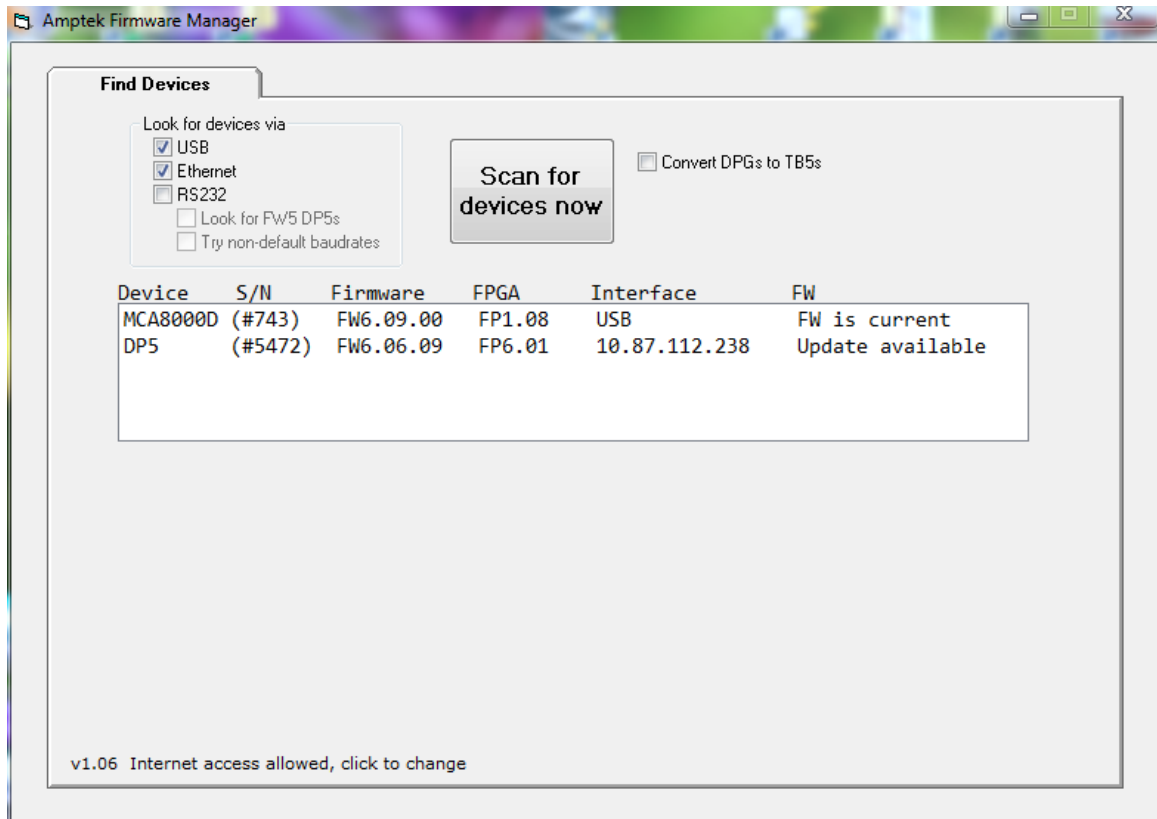 Amptek Firmware Manager
Find Devices
Look for devices via
USB
Ethernet
RS232
Look for FW5 DP5s
Try non-default baudrates
Scan for
devices now
Convert DPGs to TB5s
Device S/N Firmware FPGA Interface FW
MCA8000D (#743) FW6.09.00 FP1.08 USB FW is current
DP5 (#5472) FW6.06.09 FP6.01 10.87.112.238 Update available
v1.06 Internet access allowed, click to change